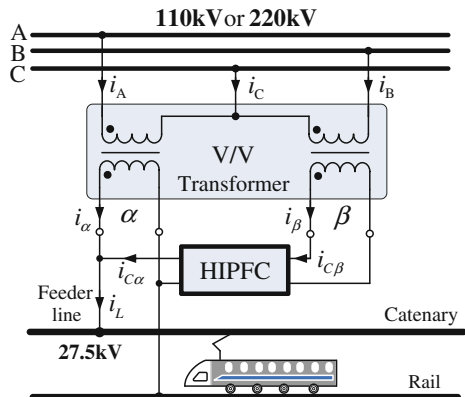 110kV or 220kV
A
B
C
iA
iC
iB
V/V
Transformer
iα
α
iβ
β
iCα
HIPFC
iCβ
Feeder
line
iL
Catenary
27.5kV
Rail